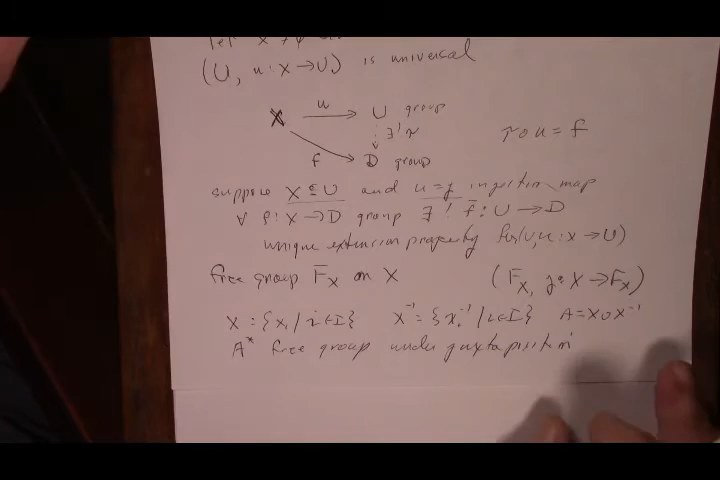 Let X ≠ φ
(U, u: X → U) is universal
X u U group
∃! γ γ∘u = f
f D group
suppose X ⊆ U and u = j injection map
∀ f: X → D group ∃! f̄: U → D
unique extension property for (U, u: X → U)
free group F_X on X (F_X, j: X → F_X)
X = {x_i / i ∈ I} X⁻¹ = {x_i⁻¹ / i ∈ I} A = X ∪ X⁻¹
A* free group under juxtaposition